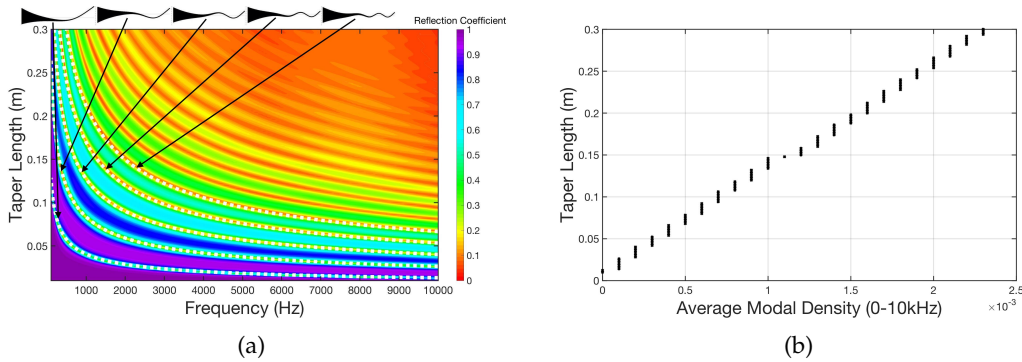 Reflection Coefficient
0.3
0.25
0.2
0.15
0.1
0.05
Taper Length (m)
1000 2000 3000 4000 5000 6000 7000 8000 9000 10000
Frequency (Hz)
1
0.9
0.8
0.7
0.6
0.5
0.4
0.3
0.2
0.1
0
(a)
0.3
0.25
0.2
0.15
0.1
0.05
0
Taper Length (m)
0 0.5 1 1.5 2 2.5
×10⁻³
Average Modal Density (0-10kHz)
(b)